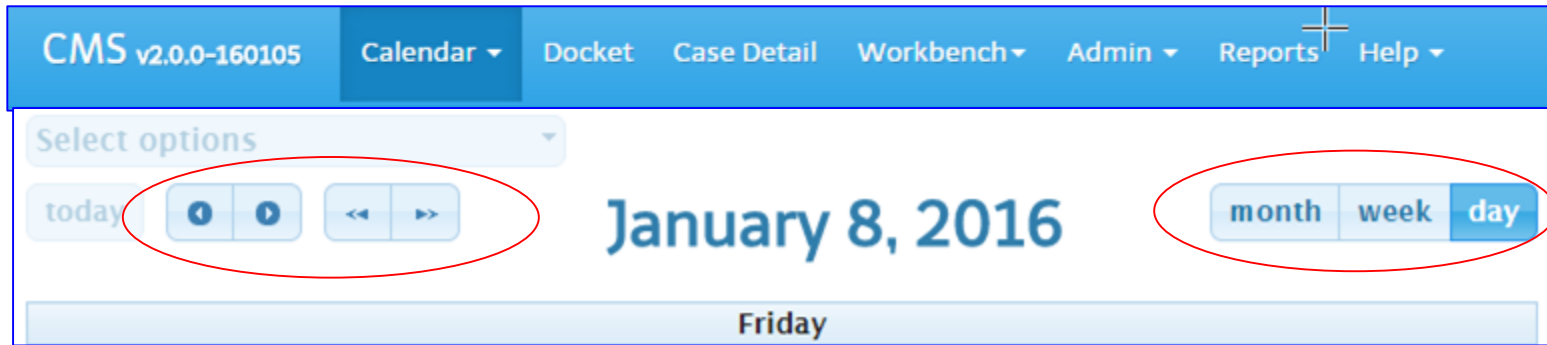 CMS v2.0.0-160105 Calendar Docket Case Detail Workbench Admin Reports Help
Select options
today January 8, 2016 month week day
Friday